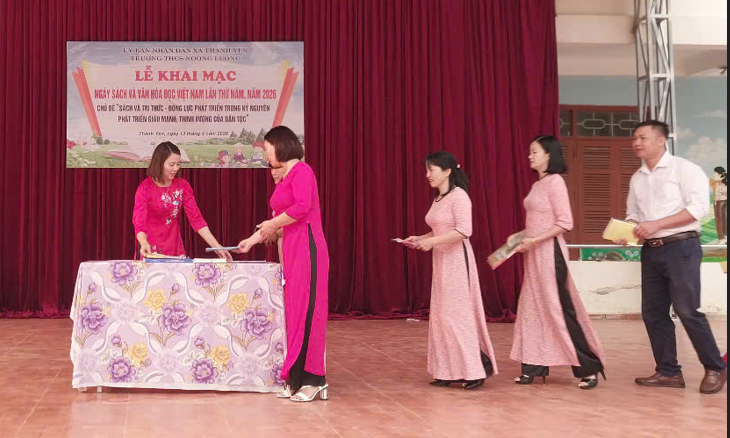 ỦY BAN NHÂN DÂN XÃ THANH YÊN
TRƯỜNG THCS NOONG LUỐNG
LỄ KHAI MẠC
NGÀY SÁCH VÀ VĂN HÓA ĐỌC VIỆT NAM LẦN THỨ NĂM, NĂM 2026
CHỦ ĐỀ "SÁCH VÀ TRI THỨC - ĐỘNG LỰC PHÁT TRIỂN TRONG KỶ NGUYÊN
PHÁT TRIỂN GIÀU MẠNH, THỊNH VƯỢNG CỦA DÂN TỘC"
Thanh Yên, ngày 13 tháng 4 năm 2026